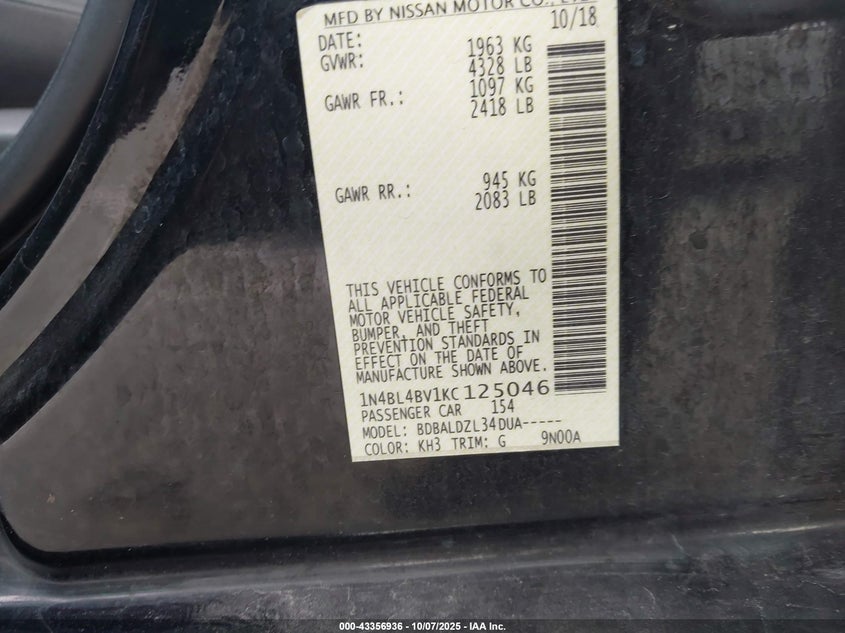 MFD BY NISSAN MOTOR CO.,
DATE: 10/18
GVWR: 1963 KG
4328 LB
GAWR FR.: 1097 KG
2418 LB
GAWR RR.: 945 KG
2083 LB
THIS VEHICLE CONFORMS TO
ALL APPLICABLE FEDERAL
MOTOR VEHICLE SAFETY,
BUMPER, AND THEFT
PREVENTION STANDARDS IN
EFFECT ON THE DATE OF
MANUFACTURE SHOWN ABOVE.
1N4BL4BV1KC125046
PASSENGER CAR 154
MODEL: BDBALDZL34DUA-----
COLOR: KH3 TRIM: G 9N00A
000-43356936 - 10/07/2025 - IAA Inc.